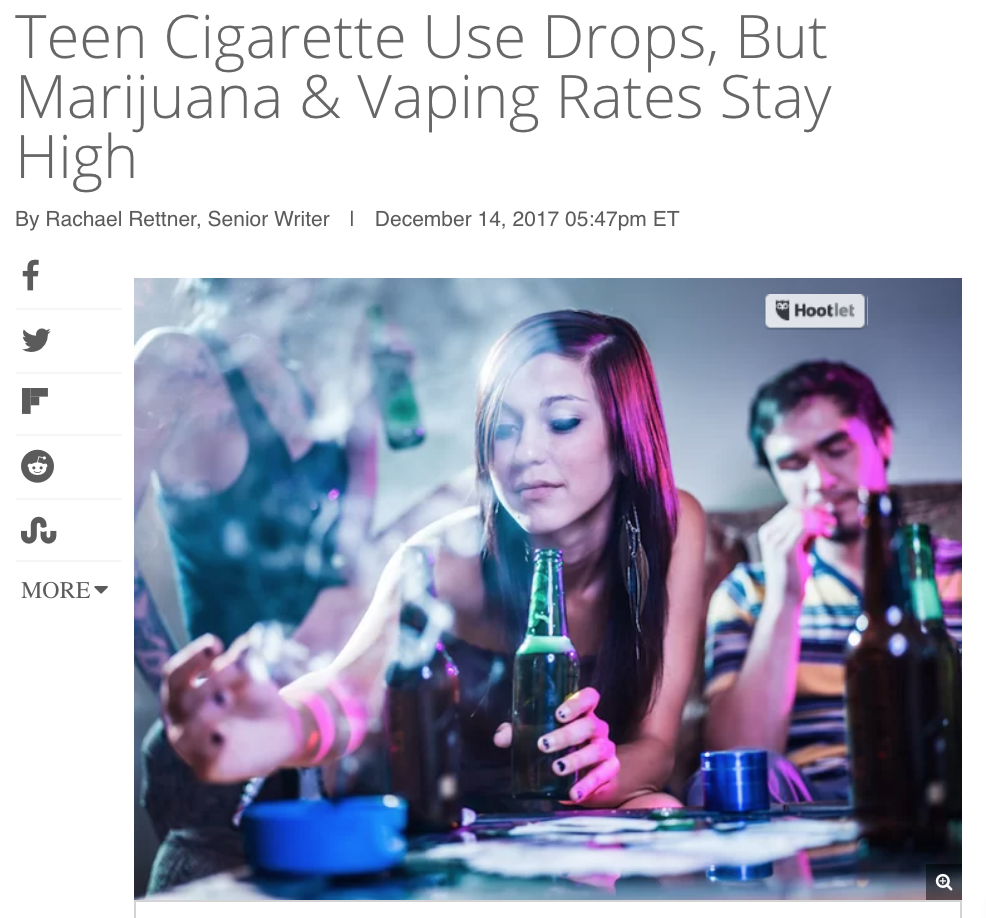 Teen Cigarette Use Drops, But
Marijuana & Vaping Rates Stay
High
By Rachael Rettner, Senior Writer | December 14, 2017 05:47pm ET
Hootlet
MORE